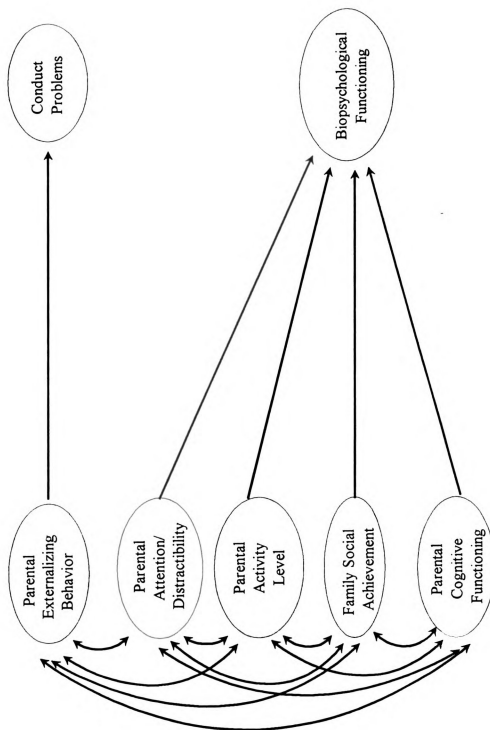 Parental
Externalizing
Behavior
Conduct
Problems
Parental
Attention/
Distractibility
Parental
Activity
Level
Family Social
Achievement
Parental
Cognitive
Functioning
Biopsychological
Functioning